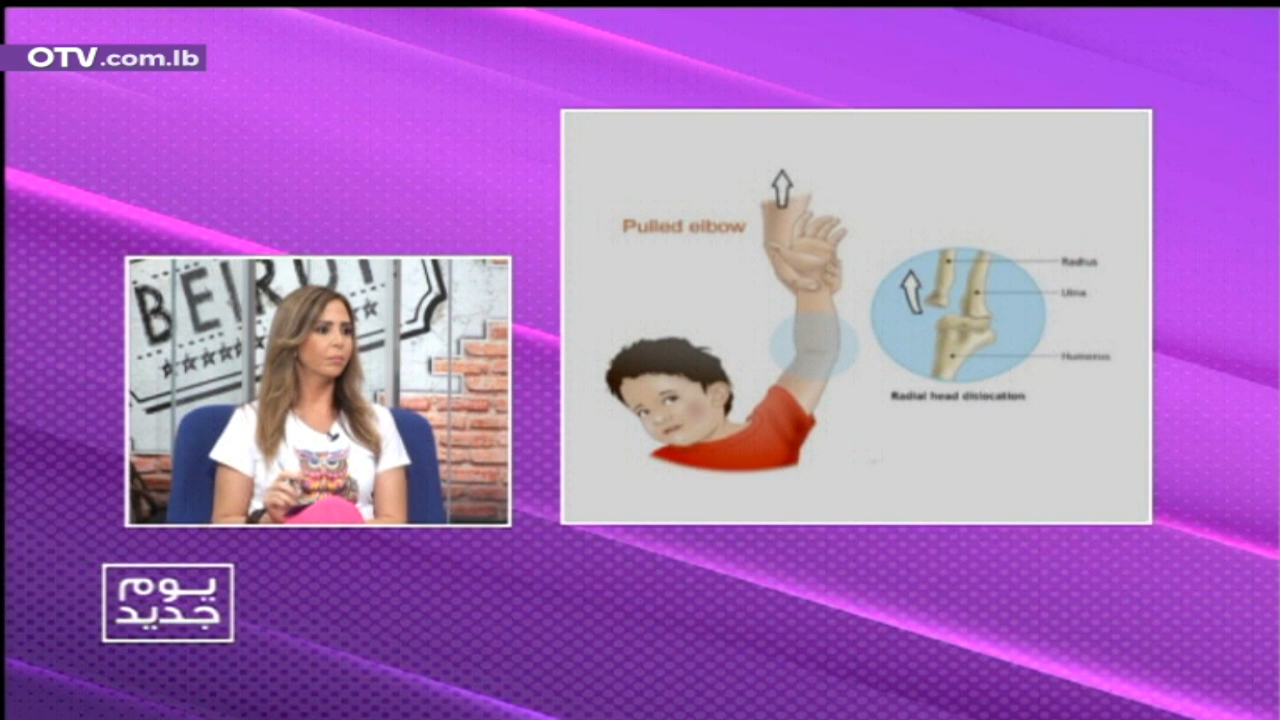 OTV.com.lb
Pulled elbow
Radius
Ulna
Humerus
Radial head dislocation
BEIRUT
يوم
جديد